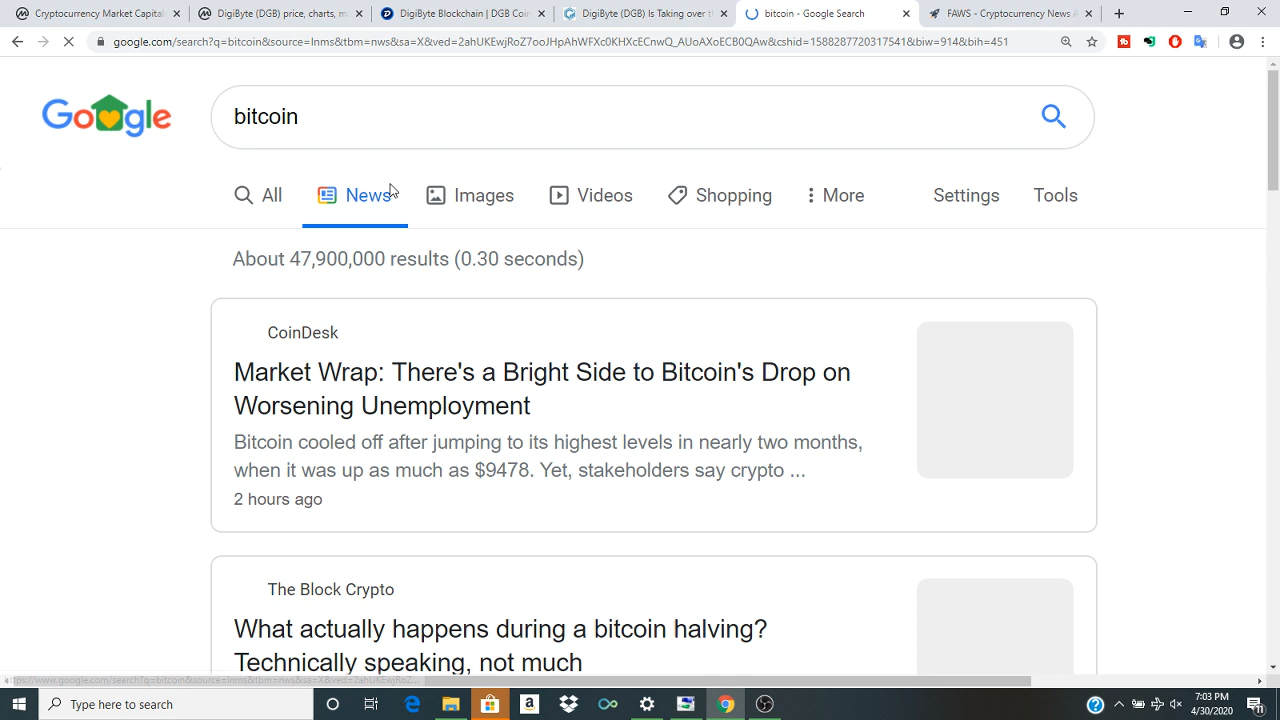 Cryptocurrency Market Capital
DigiByte (DGB) price, charts, m
DigiByte Blockchain | DGB Coin
DigiByte (DGB) Is Taking over t
bitcoin - Google Search
FAWS - Cryptocurrency News A
google.com/search?q=bitcoin&source=lnms&tbm=nws&sa=X&ved=2ahUKEwjRoZ7ooJHpAhWFXc0KHXcECnwQ_AUoAXoECB0QAw&cshid=1588287720317541&biw=914&bih=451
Google
bitcoin
All
News
Images
Videos
Shopping
More
Settings
Tools
About 47,900,000 results (0.30 seconds)
CoinDesk
Market Wrap: There's a Bright Side to Bitcoin's Drop on
Worsening Unemployment
Bitcoin cooled off after jumping to its highest levels in nearly two months,
when it was up as much as $9478. Yet, stakeholders say crypto ...
2 hours ago
The Block Crypto
What actually happens during a bitcoin halving?
Technically speaking, not much
Type here to search
7:03 PM
4/30/2020